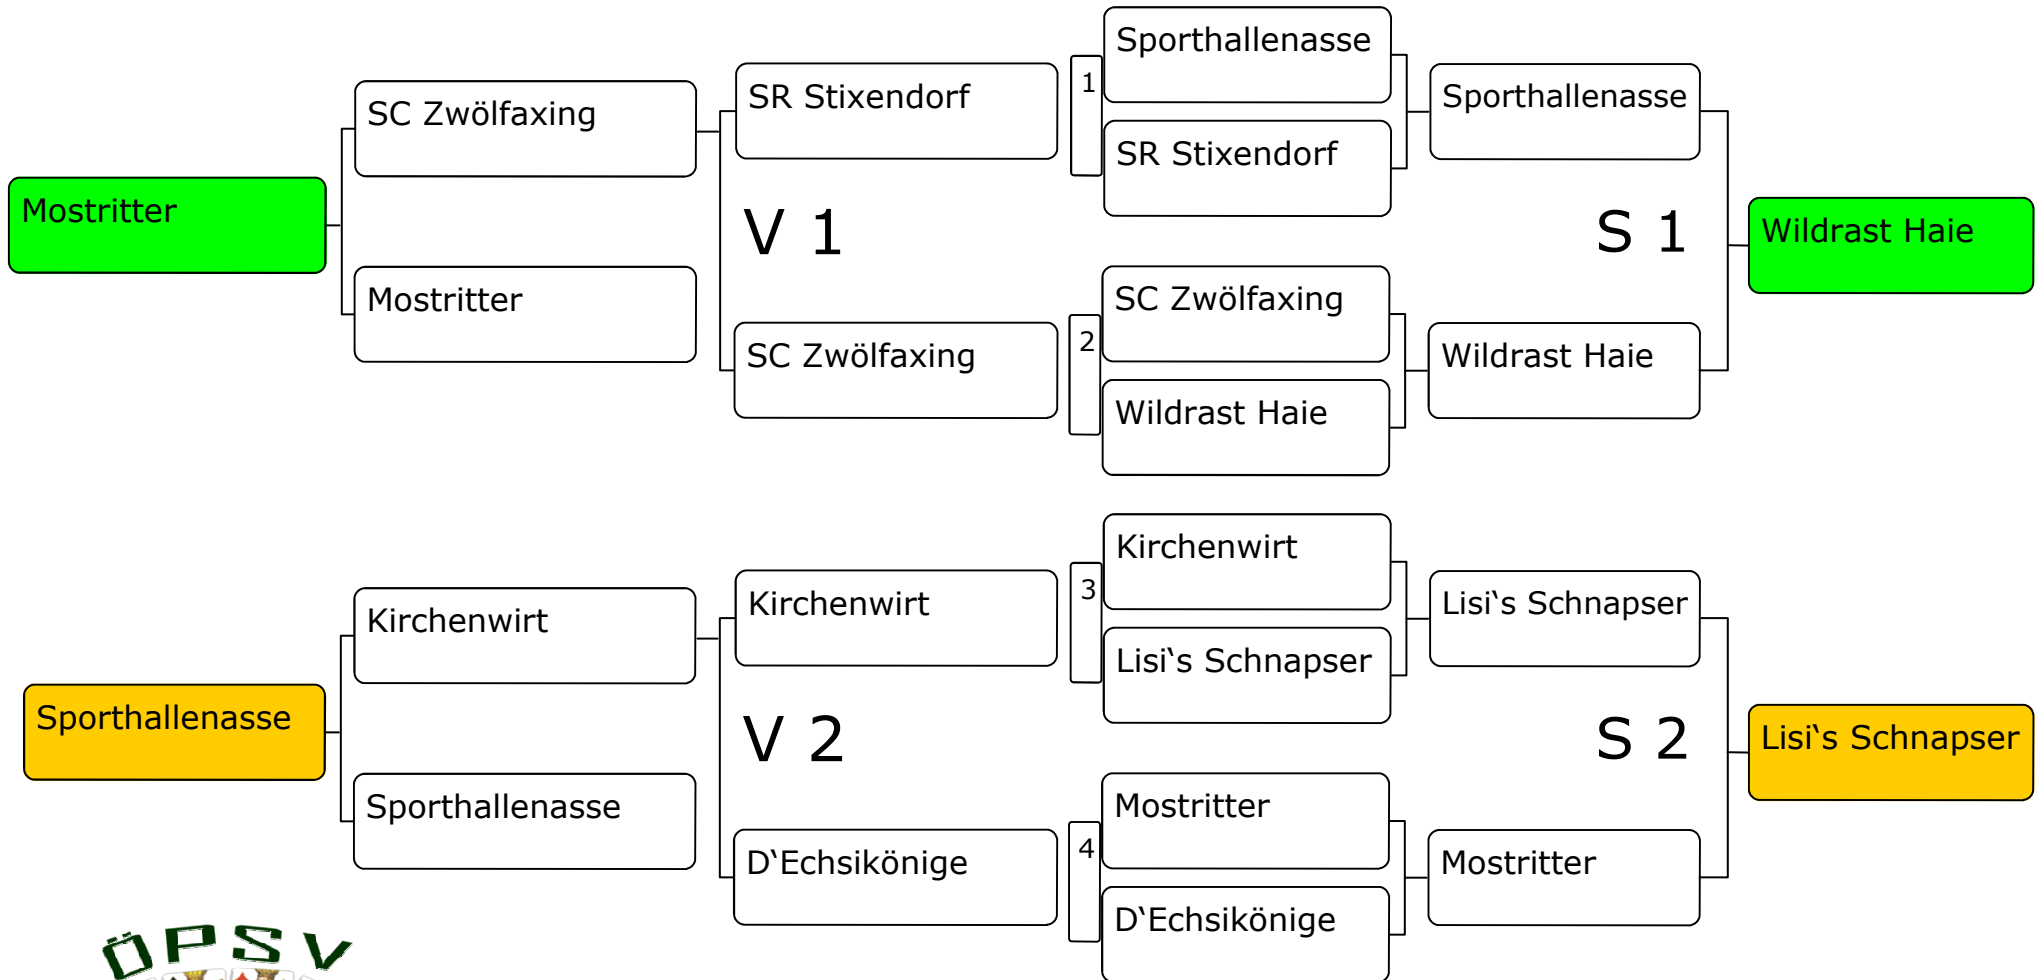 Sporthallenasse
SC Zwölfaxing
SR Stixendorf
1
Sporthallenasse
SR Stixendorf
Mostritter
V 1
S 1
Wildrast Haie
Mostritter
SC Zwölfaxing
SC Zwölfaxing
2
Wildrast Haie
Wildrast Haie
Kirchenwirt
Kirchenwirt
Kirchenwirt
3
Lisi‘s Schnapser
Lisi‘s Schnapser
Sporthallenasse
V 2
S 2
Lisi‘s Schnapser
Sporthallenasse
Mostritter
D‘Echsikönige
4
Mostritter
D‘Echsikönige
ÖPSV